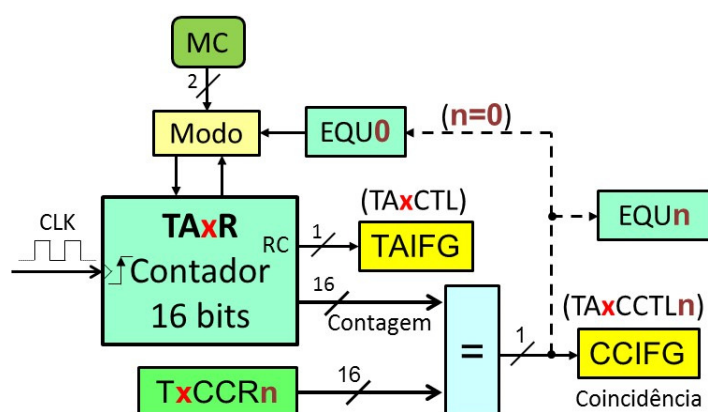 MC
2
(n=0)
Modo
EQU0
CLK
(TAxCTL)
TAxR
RC
1
TAIFG
EQUn
Contador
16 bits
16
Contagem
=
1
(TAxCCTLn)
CCIFG
TxCCRn
16
Coincidência